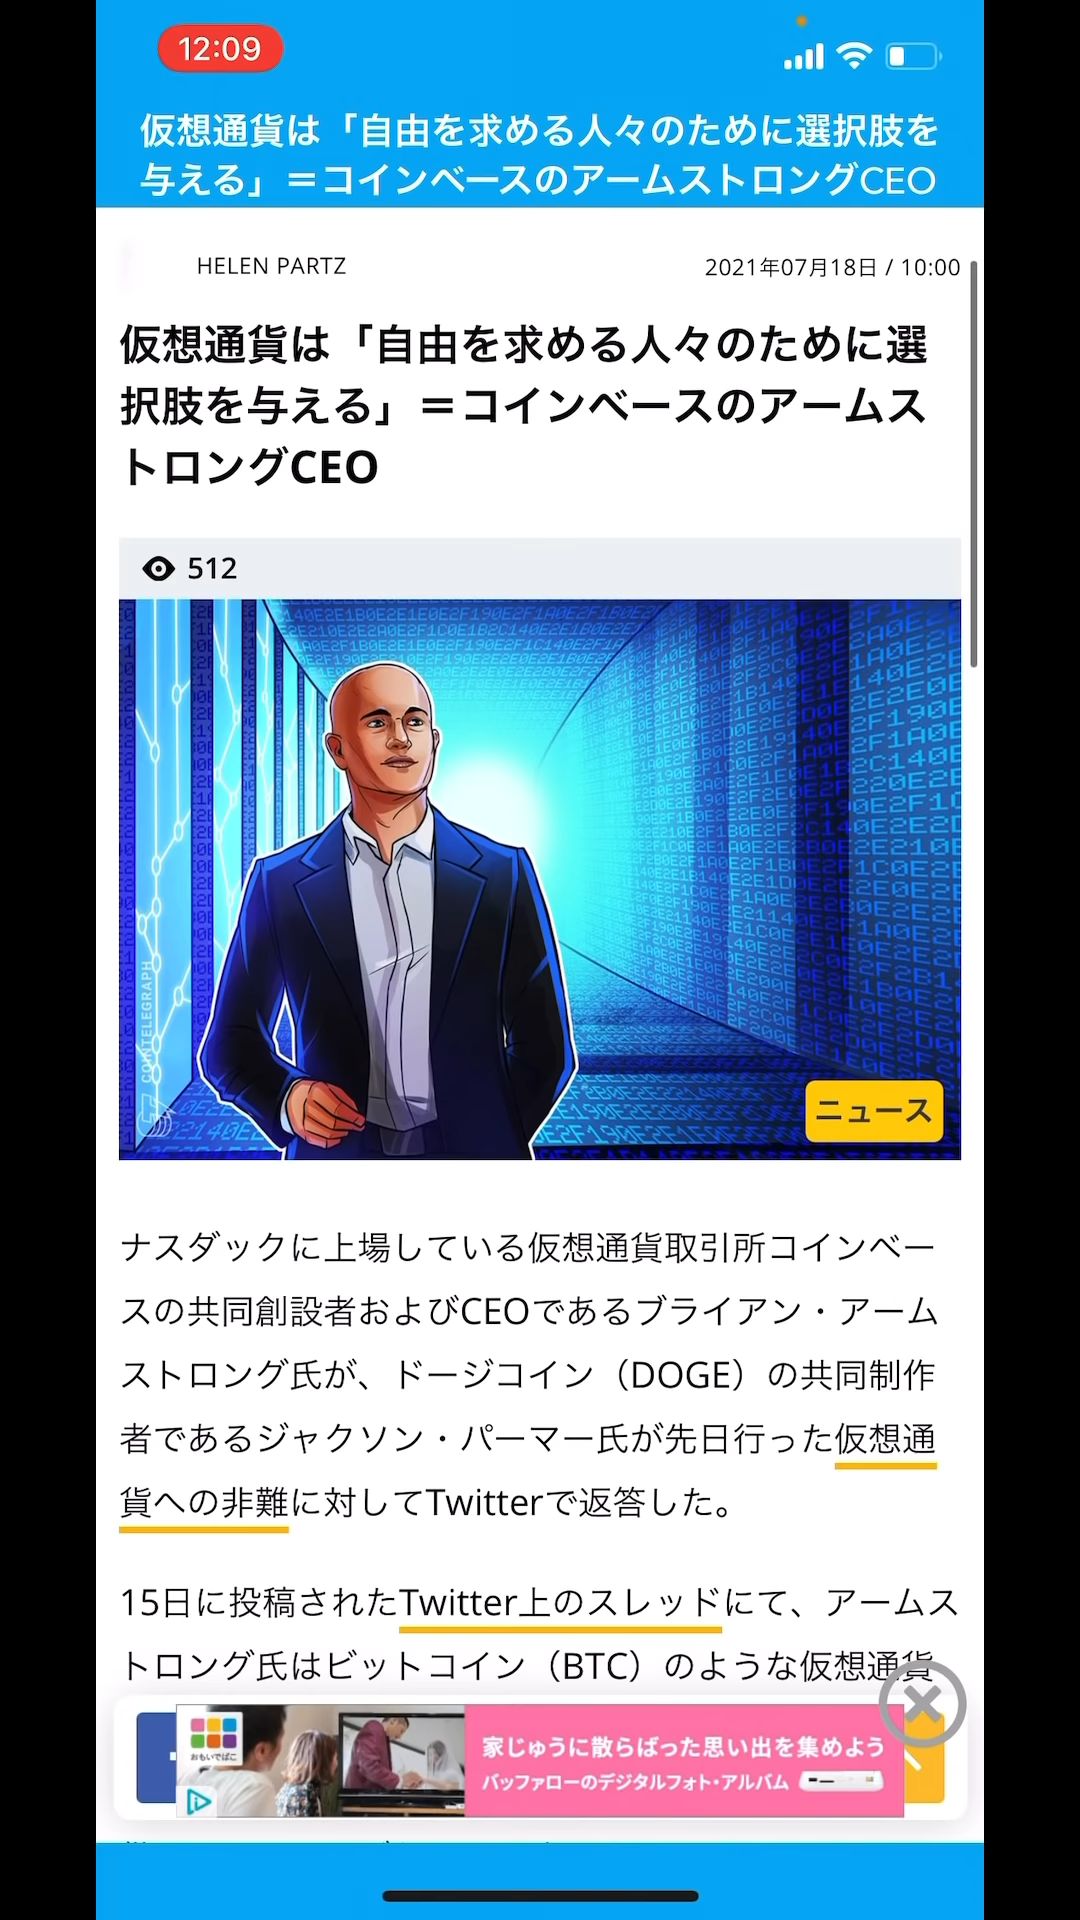 12:09
仮想通貨は「自由を求める人々のために選択肢を
与える」＝コインベースのアームストロングCEO
HELEN PARTZ
2021年07月18日 / 10:00
仮想通貨は「自由を求める人々のために選
択肢を与える」＝コインベースのアームス
トロングCEO
512
COINTELEGRAPH
ニュース
ナスダックに上場している仮想通貨取引所コインベー
スの共同創設者およびCEOであるブライアン・アーム
ストロング氏が、ドージコイン（DOGE）の共同制作
者であるジャクソン・パーマー氏が先日行った仮想通
貨への非難に対してTwitterで返答した。
15日に投稿されたTwitter上のスレッドにて、アームス
トロング氏はビットコイン（BTC）のような仮想通貨
おもいでばこ
家じゅうに散らばった思い出を集めよう
バッファローのデジタルフォト・アルバム